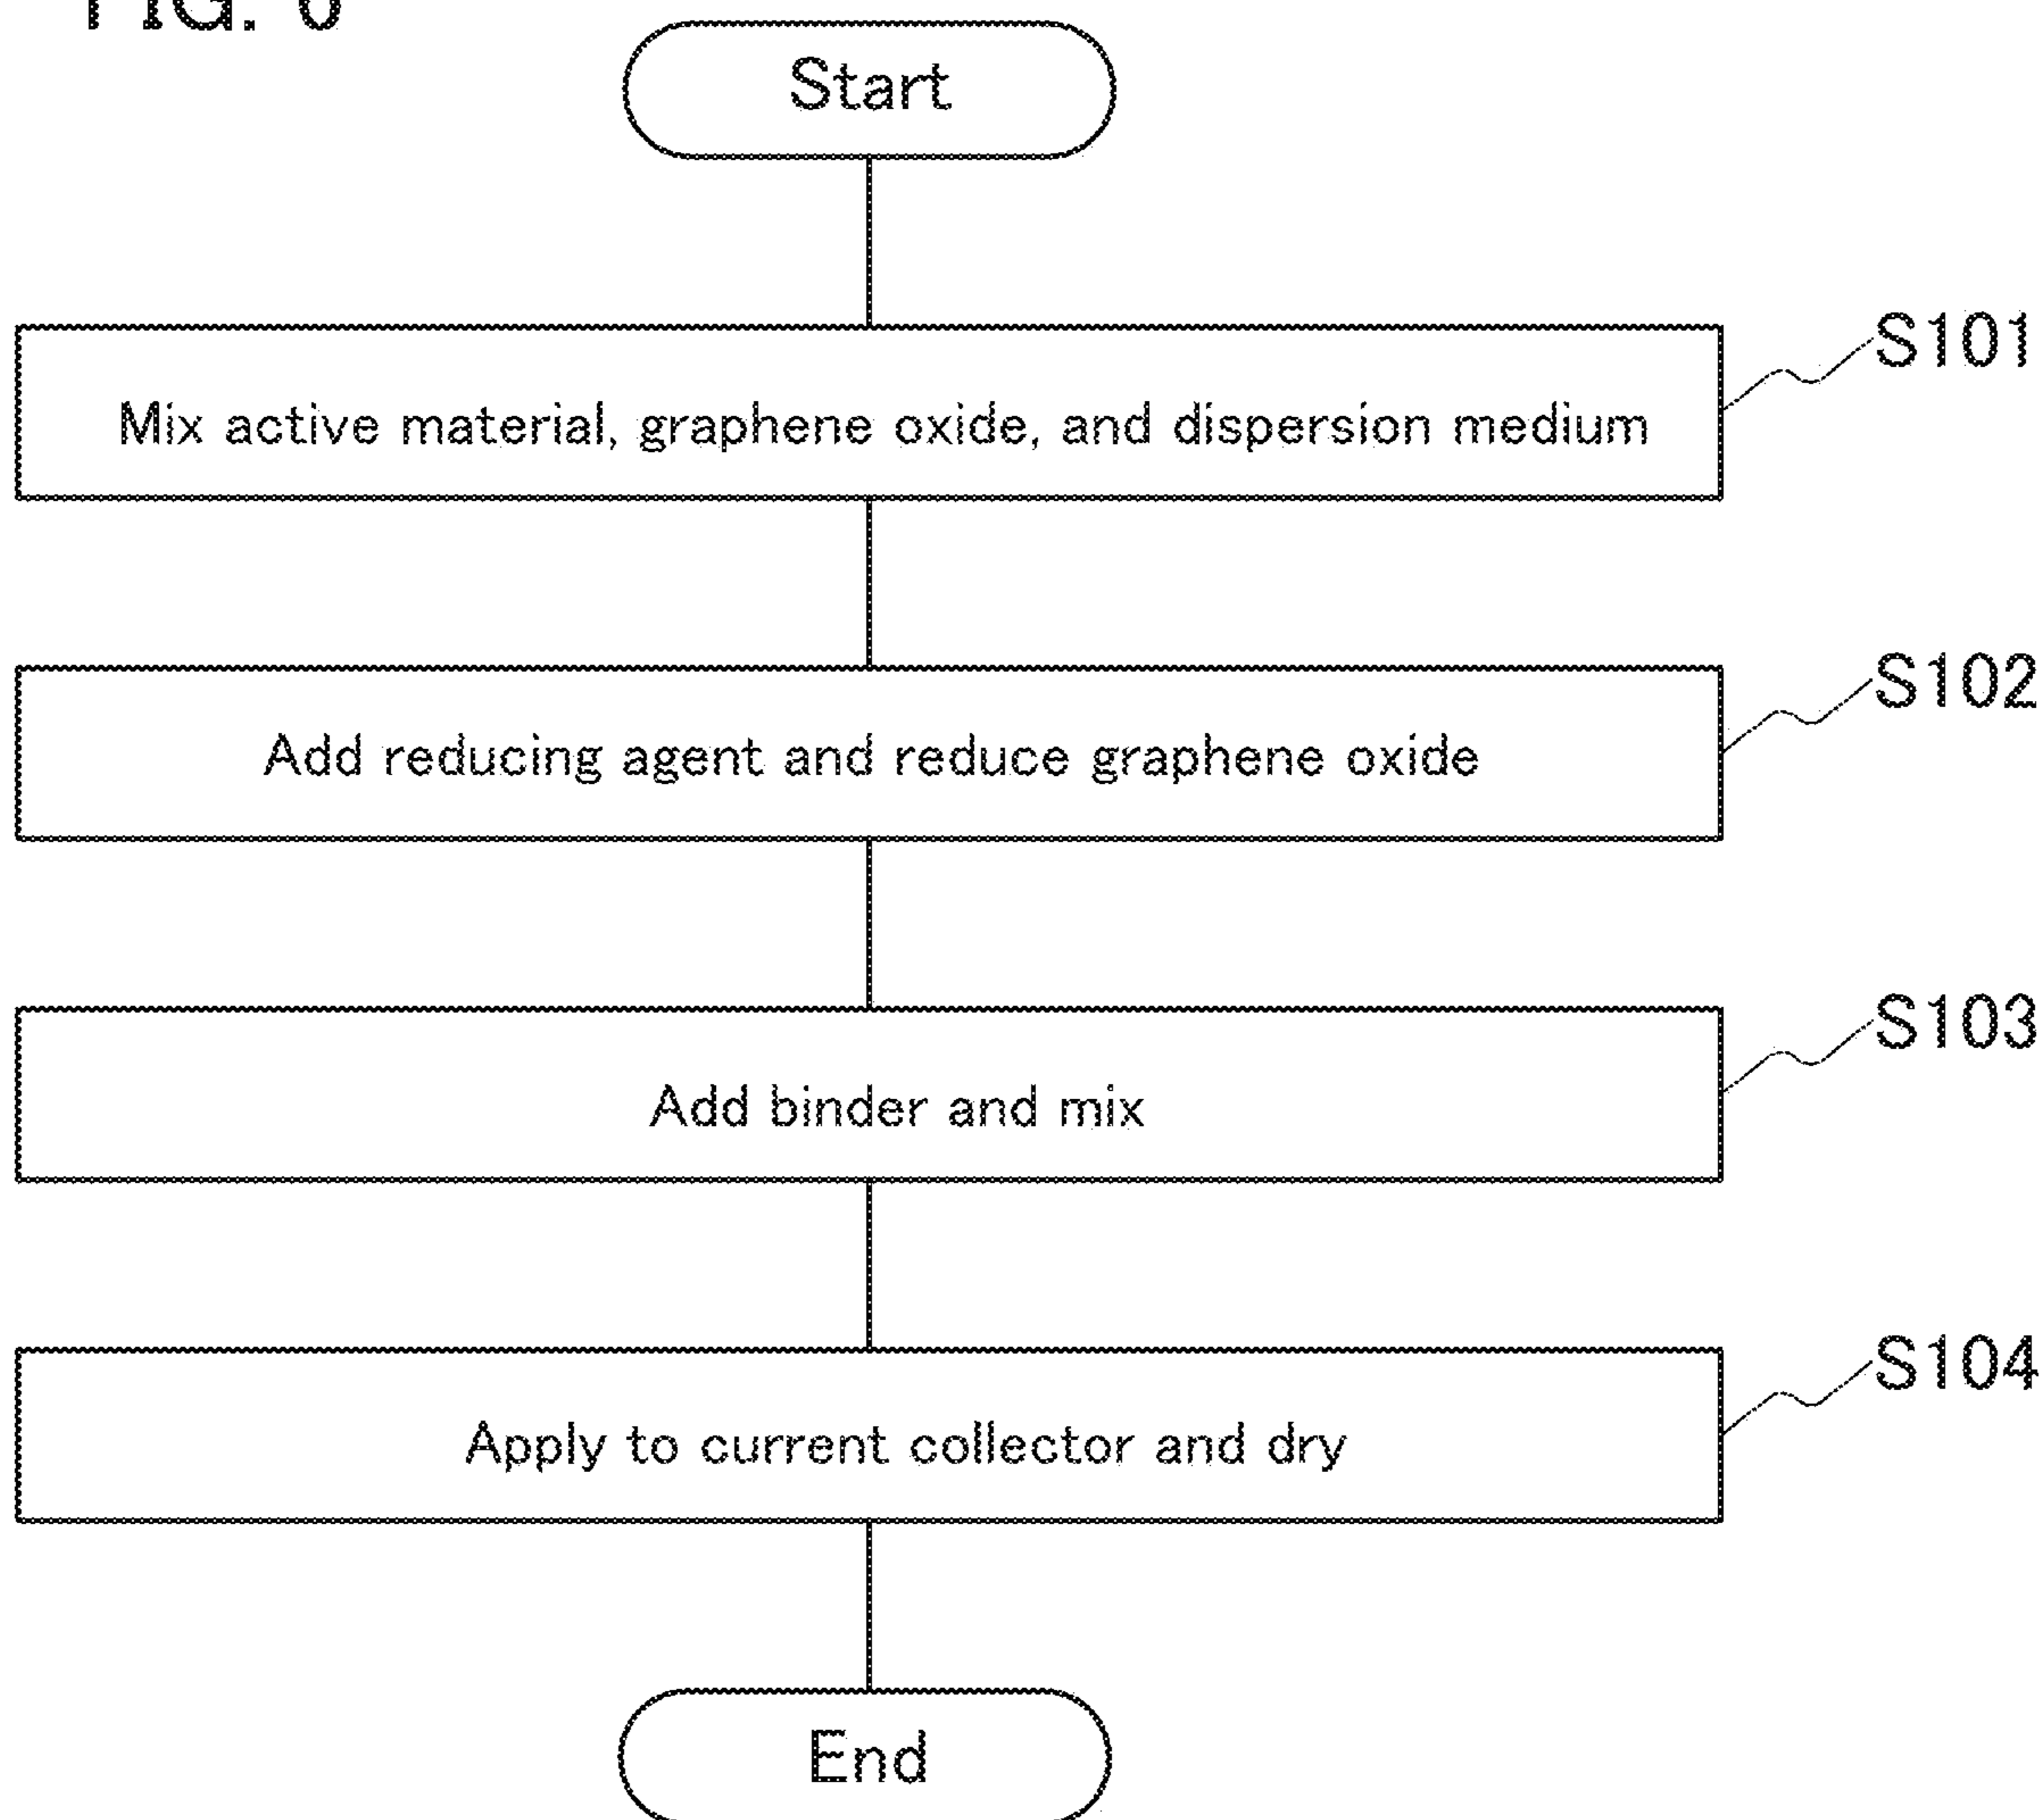 Start
S101
Mix active material, graphene oxide, and dispersion medium
S102
Add reducing agent and reduce graphene oxide
S103
Add binder and mix
S104
Apply to current collector and dry
End